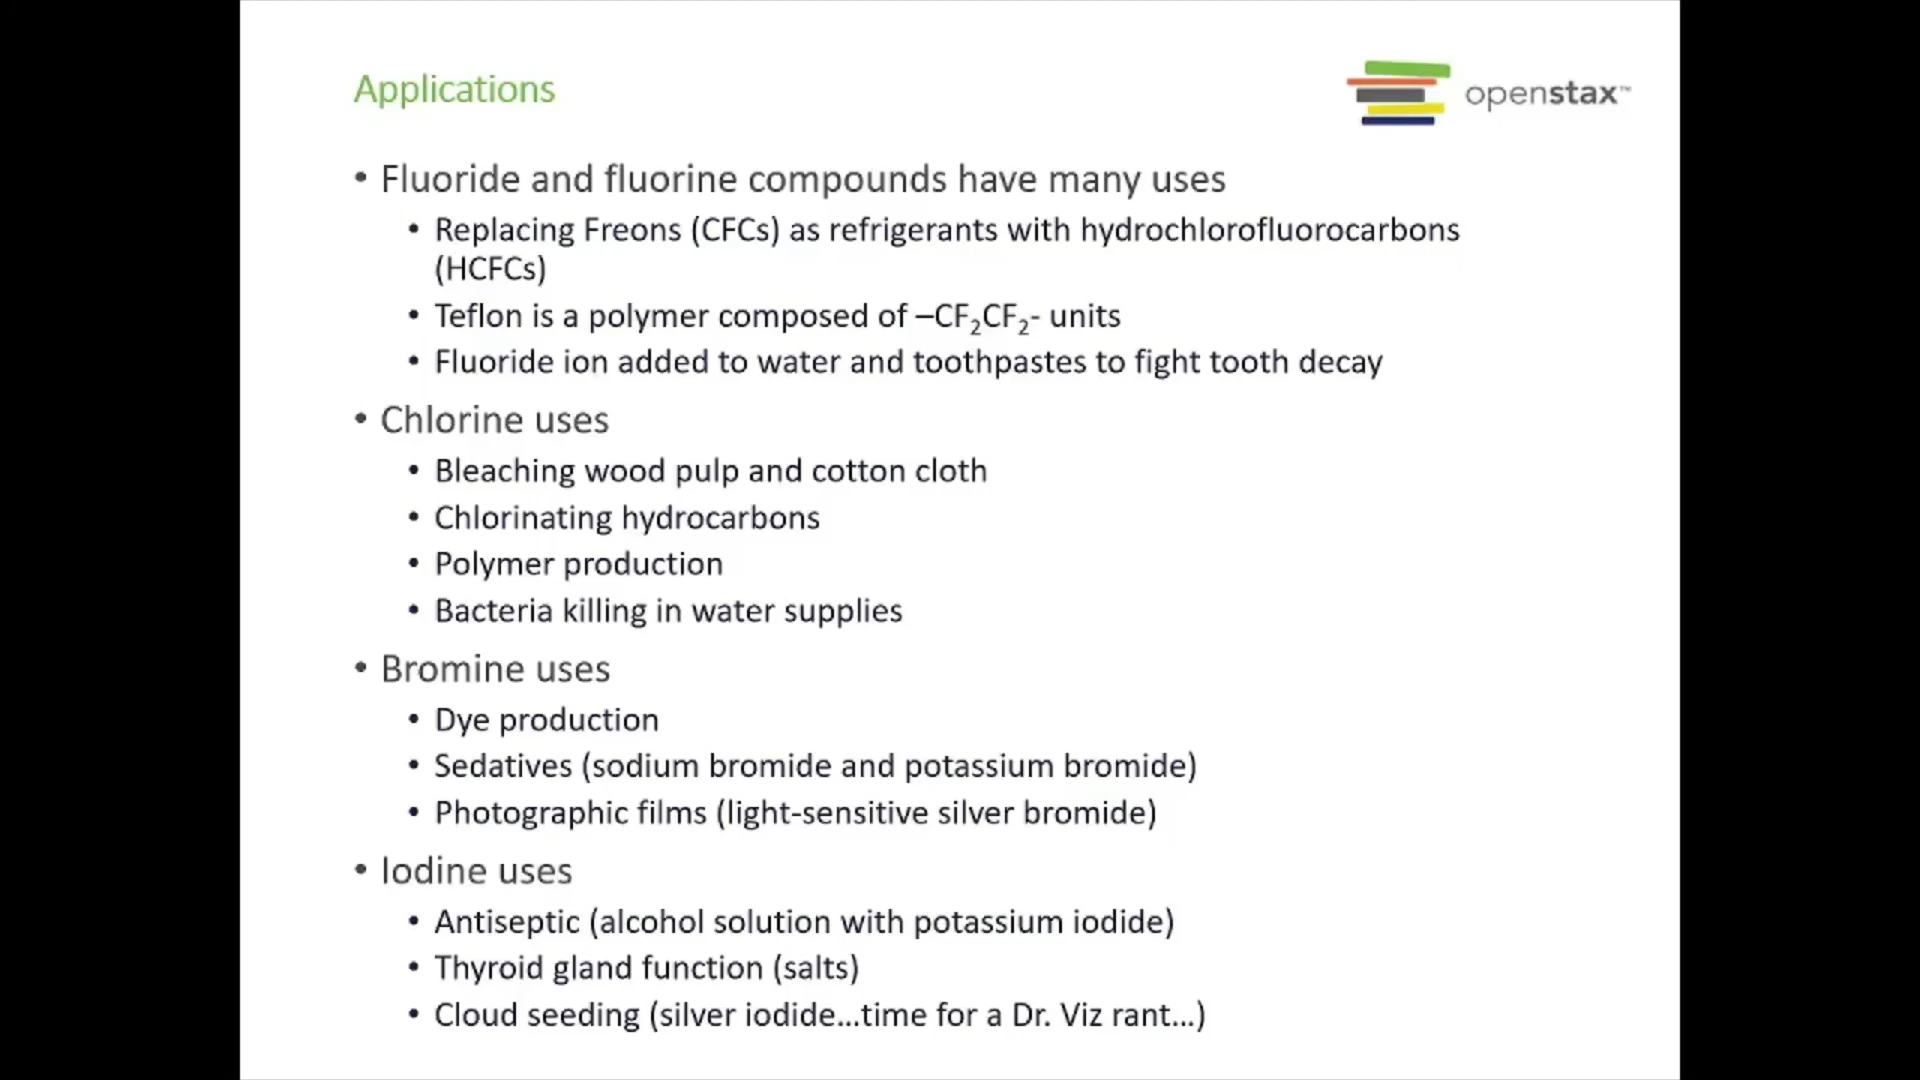 Applications
openstax™
• Fluoride and fluorine compounds have many uses
• Replacing Freons (CFCs) as refrigerants with hydrochlorofluorocarbons
(HCFCs)
• Teflon is a polymer composed of –CF₂CF₂- units
• Fluoride ion added to water and toothpastes to fight tooth decay
• Chlorine uses
• Bleaching wood pulp and cotton cloth
• Chlorinating hydrocarbons
• Polymer production
• Bacteria killing in water supplies
• Bromine uses
• Dye production
• Sedatives (sodium bromide and potassium bromide)
• Photographic films (light-sensitive silver bromide)
• Iodine uses
• Antiseptic (alcohol solution with potassium iodide)
• Thyroid gland function (salts)
• Cloud seeding (silver iodide...time for a Dr. Viz rant...)